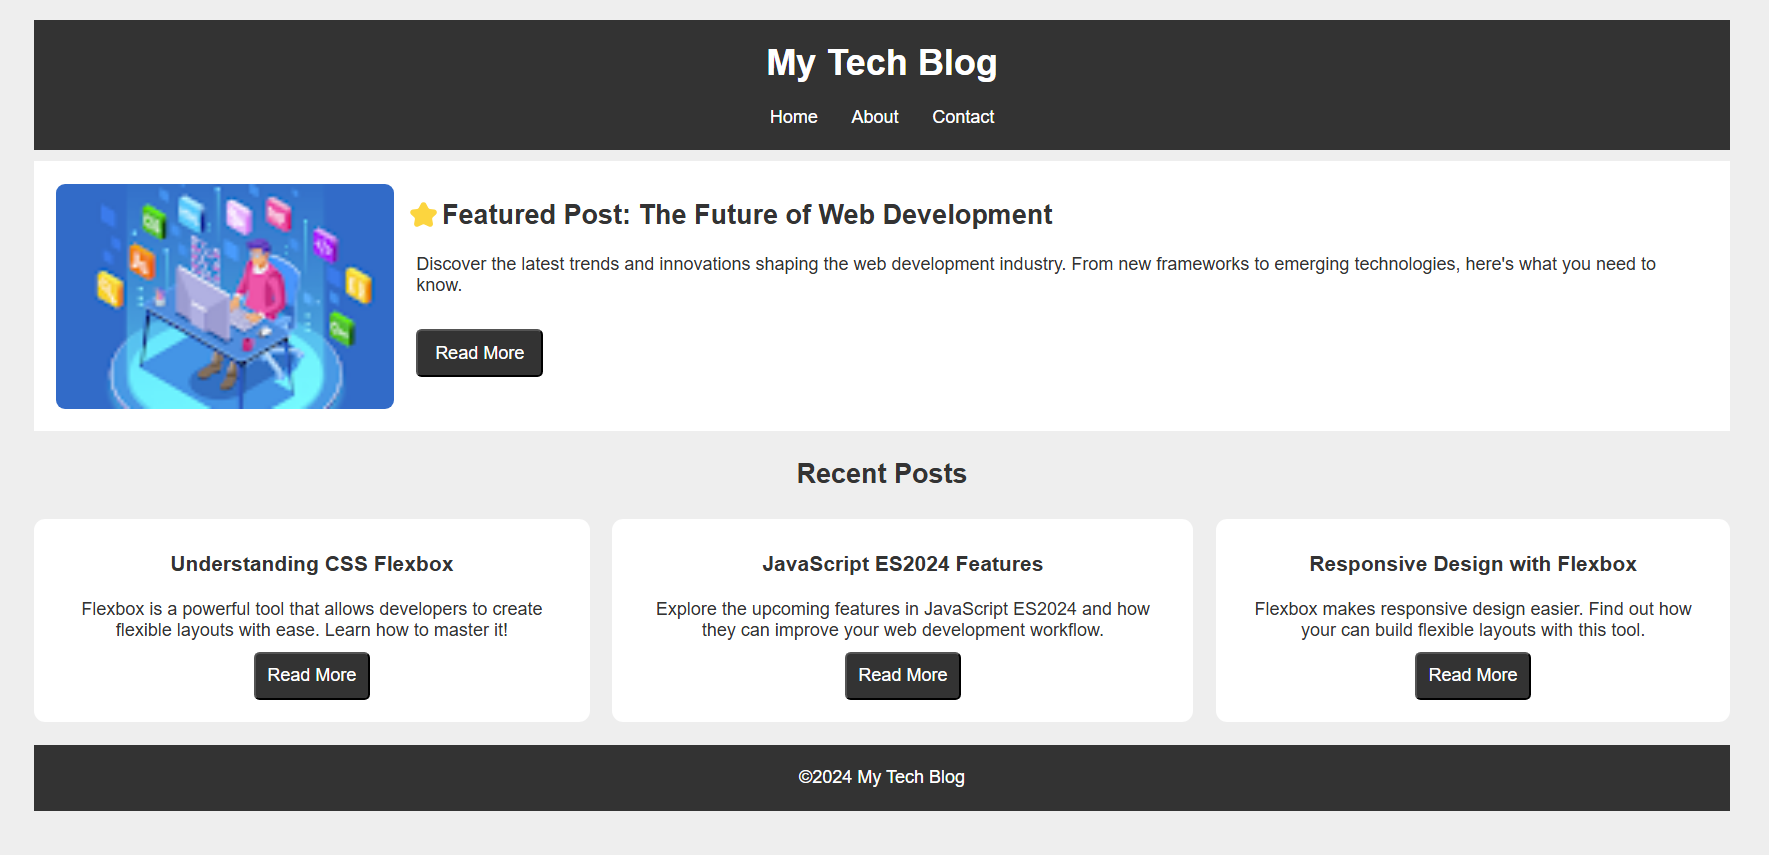 My Tech Blog
Home About Contact
Featured Post: The Future of Web Development
Discover the latest trends and innovations shaping the web development industry. From new frameworks to emerging technologies, here's what you need to
know.
Read More
Recent Posts
Understanding CSS Flexbox
Flexbox is a powerful tool that allows developers to create
flexible layouts with ease. Learn how to master it!
Read More
JavaScript ES2024 Features
Explore the upcoming features in JavaScript ES2024 and how
they can improve your web development workflow.
Read More
Responsive Design with Flexbox
Flexbox makes responsive design easier. Find out how
your can build flexible layouts with this tool.
Read More
©2024 My Tech Blog